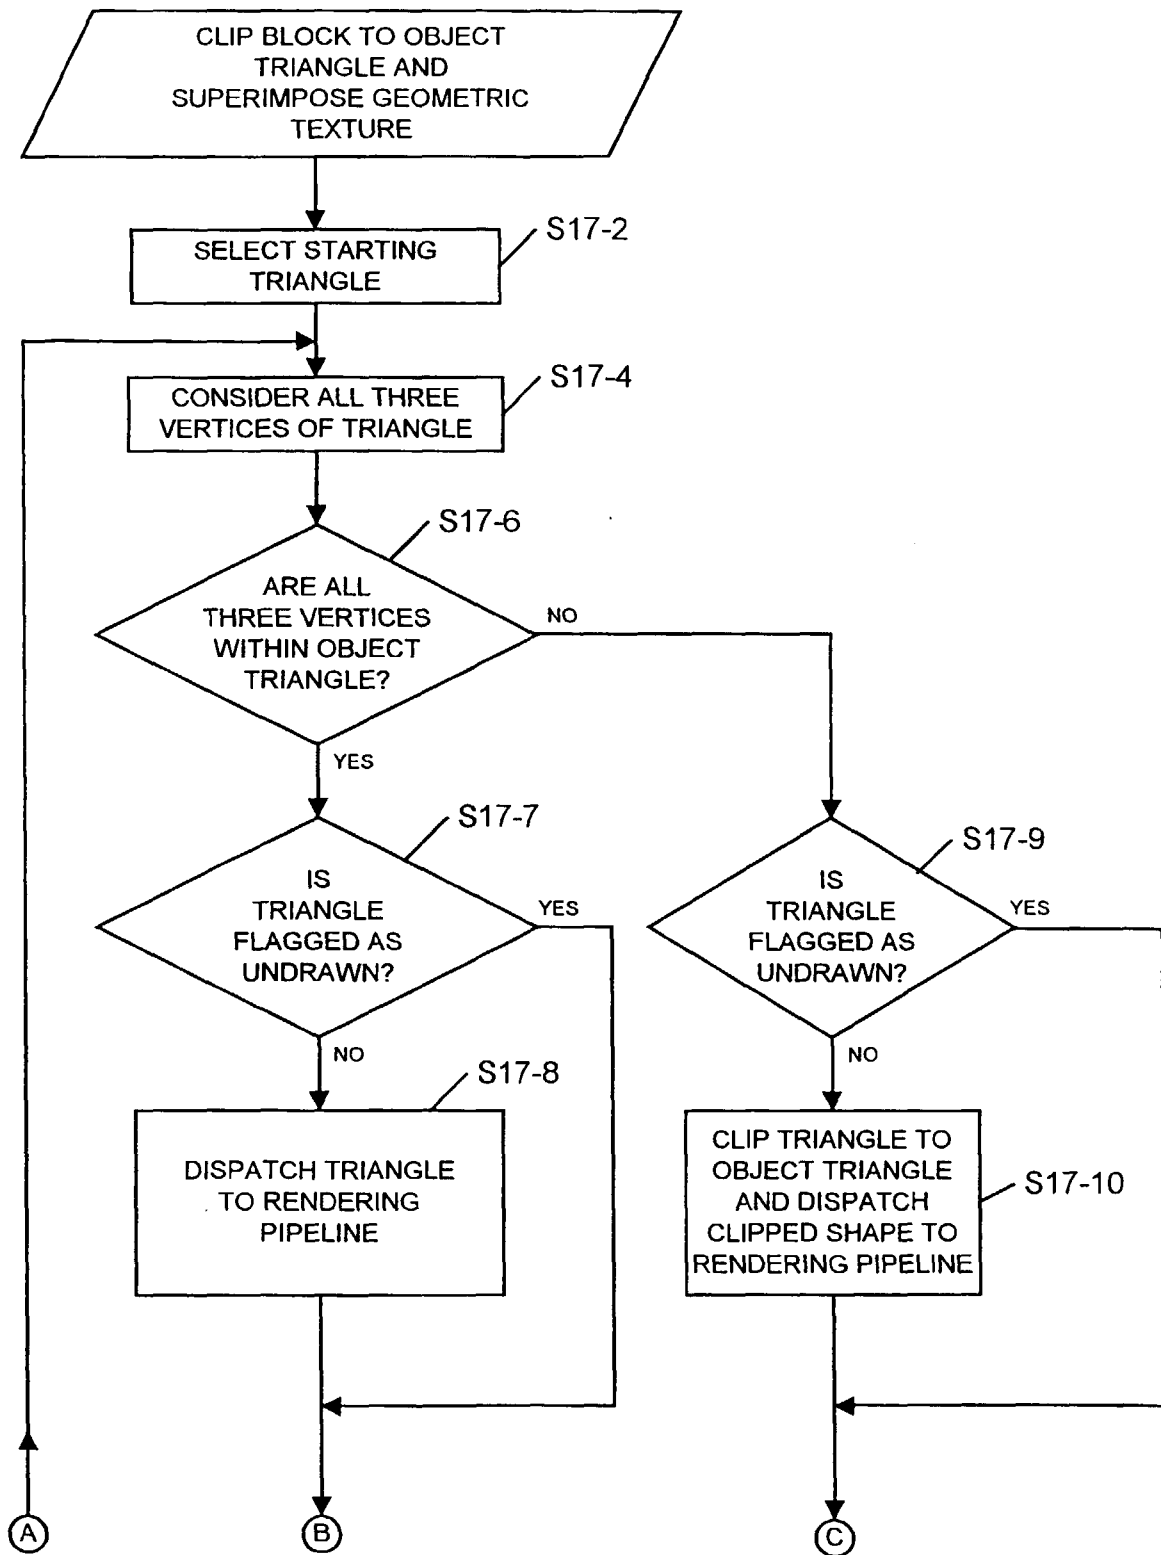 CLIP BLOCK TO OBJECT
TRIANGLE AND
SUPERIMPOSE GEOMETRIC
TEXTURE
S17-2
SELECT STARTING
TRIANGLE
S17-4
CONSIDER ALL THREE
VERTICES OF TRIANGLE
S17-6
ARE ALL
THREE VERTICES
WITHIN OBJECT
TRIANGLE?
NO
YES
S17-7
IS
TRIANGLE
FLAGGED AS
UNDRAWN?
YES
NO
S17-9
IS
TRIANGLE
FLAGGED AS
UNDRAWN?
YES
NO
S17-8
DISPATCH TRIANGLE
TO RENDERING
PIPELINE
CLIP TRIANGLE TO
OBJECT TRIANGLE
AND DISPATCH
CLIPPED SHAPE TO
RENDERING PIPELINE
S17-10
A
B
C